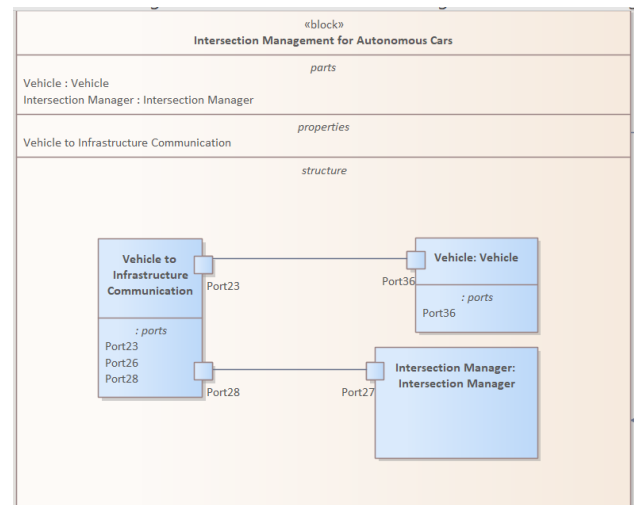 «block»
Intersection Management for Autonomous Cars
parts
Vehicle : Vehicle
Intersection Manager : Intersection Manager
properties
Vehicle to Infrastructure Communication
structure
Vehicle to
Infrastructure
Communication
: ports
Port23
Port26
Port28
Port23
Port28
Vehicle: Vehicle
: ports
Port36
Port36
Intersection Manager:
Intersection Manager
Port27